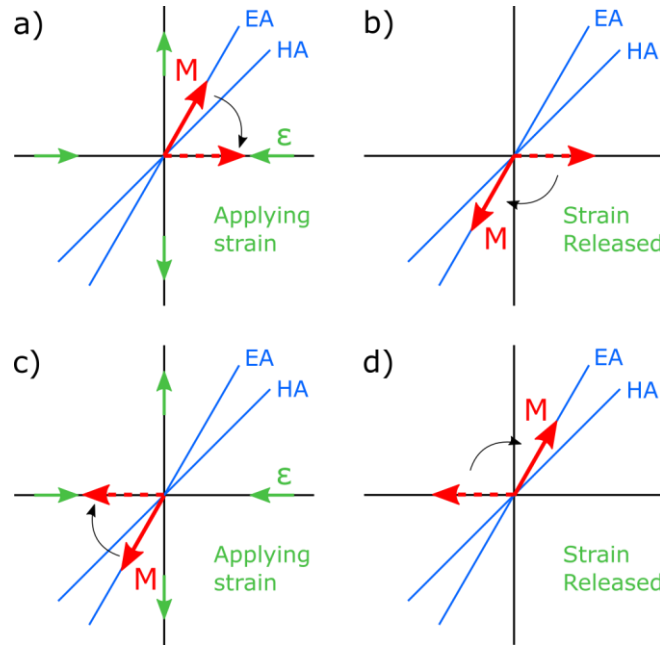 a)
EA
HA
M
ε
Applying
strain
b)
EA
HA
M
Strain
Released
c)
EA
HA
M
ε
Applying
strain
d)
EA
HA
M
Strain
Released